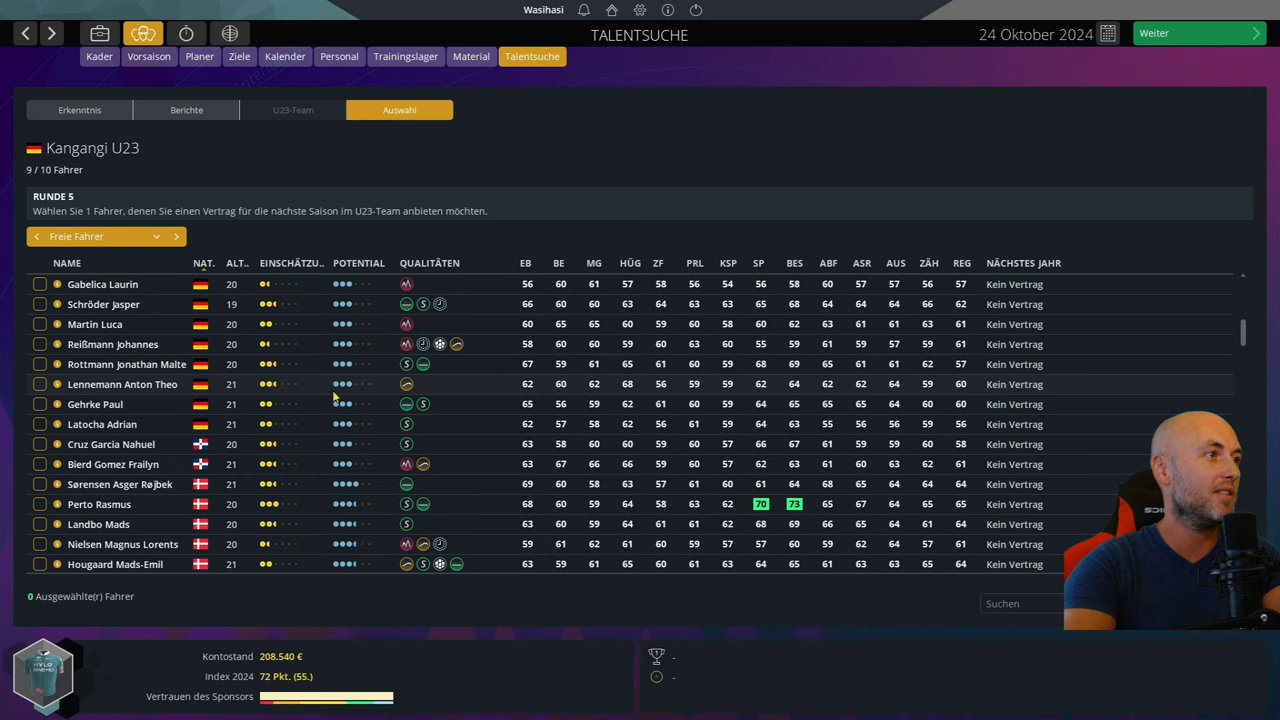 Wasihasi
TALENTSUCHE
24 Oktober 2024
Weiter
Kader Vorsaison Planer Ziele Kalender Personal Trainingslager Material Talentsuche
Erkenntnis Berichte U23-Team Auswahl
Kangangi U23
9 / 10 Fahrer
RUNDE 5
Wählen Sie 1 Fahrer, denen Sie einen Vertrag für die nächste Saison im U23-Team anbieten möchten.
Freie Fahrer
NAME NAT. ALT.. EINSCHÄTZU.. POTENTIAL QUALITÄTEN EB BE MG HÜG ZF PRL KSP SP BES ABF ASR AUS ZÄH REG NÄCHSTES JAHR
Gabelica Laurin 20 56 60 61 57 58 56 54 56 58 60 57 57 56 57 Kein Vertrag
Schröder Jasper 19 S 66 60 60 63 64 63 63 65 68 64 64 64 66 62 Kein Vertrag
Martin Luca 20 60 65 65 60 59 60 58 60 62 63 61 61 63 61 Kein Vertrag
Reißmann Johannes 20 58 60 60 59 60 60 63 55 59 61 59 57 59 61 Kein Vertrag
Rottmann Jonathan Malte 20 S 67 59 61 65 61 60 59 68 69 65 61 61 62 57 Kein Vertrag
Lennemann Anton Theo 21 62 60 62 68 56 59 59 62 64 62 62 64 59 60 Kein Vertrag
Gehrke Paul 21 S 65 56 59 62 61 60 59 64 65 65 62 64 60 60 Kein Vertrag
Latocha Adrian 21 S 62 57 58 62 56 61 59 64 63 55 56 56 59 56 Kein Vertrag
Cruz Garcia Nahuel 20 S 63 58 60 60 59 60 57 66 67 61 59 59 60 58 Kein Vertrag
Bierd Gomez Frailyn 21 63 67 66 66 59 60 57 62 63 61 60 63 62 61 Kein Vertrag
Sørensen Asger Røjbek 21 69 60 58 63 57 61 60 61 64 68 65 64 65 64 Kein Vertrag
Perto Rasmus 20 S 68 60 59 64 58 63 62 70 73 65 67 64 65 65 Kein Vertrag
Landbo Mads 20 S 63 60 59 64 61 61 62 68 69 66 65 64 61 64 Kein Vertrag
Nielsen Magnus Lorents 20 59 61 62 61 60 59 57 57 60 59 62 60 57 61 Kein Vertrag
Hougaard Mads-Emil 21 S 63 59 61 65 60 61 63 64 65 61 63 63 65 64 Kein Vertrag
0 Ausgewählte(r) Fahrer
Suchen
Kontostand 208.540 €
Index 2024 72 Pkt. (55.)
Vertrauen des Sponsors
-
-